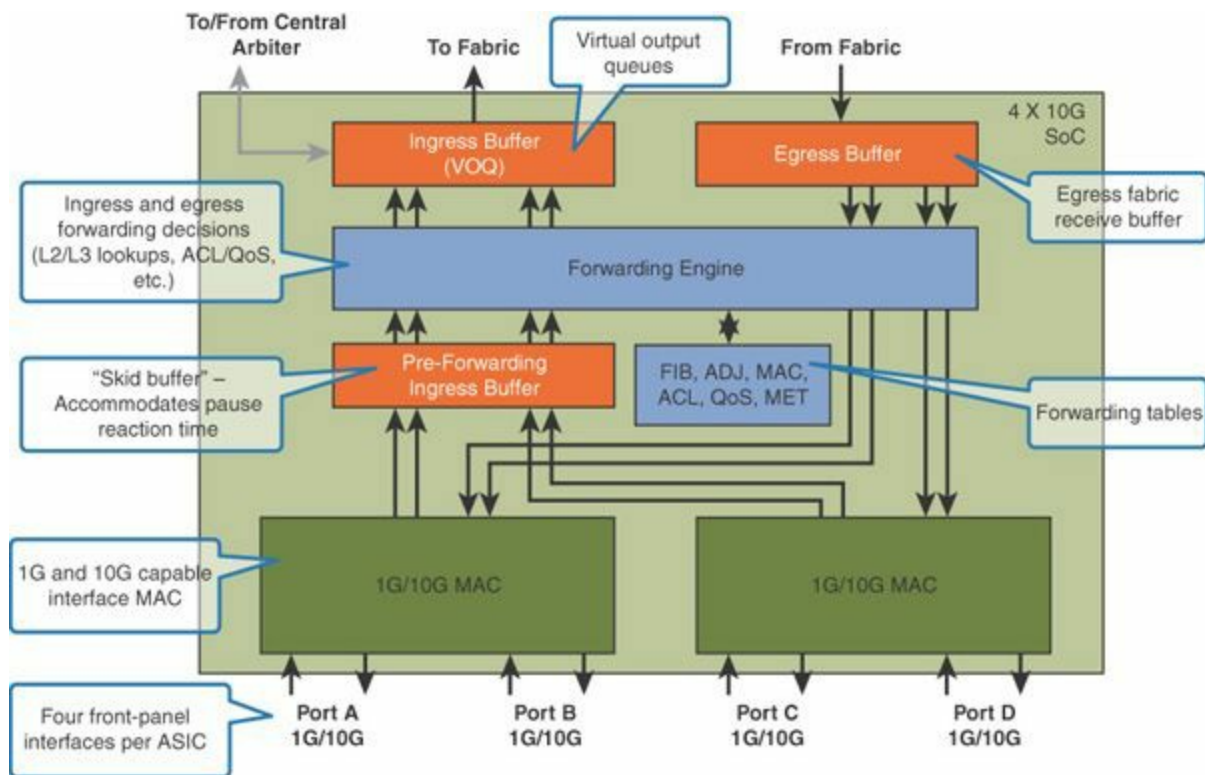 To/From Central
Arbiter
To Fabric
Virtual output
queues
From Fabric
4 X 10G
SoC
Ingress Buffer
(VOQ)
Egress Buffer
Ingress and egress
forwarding decisions
(L2/L3 lookups, ACL/QoS,
etc.)
Egress fabric
receive buffer
Forwarding Engine
"Skid buffer" –
Accommodates pause
reaction time
Pre-Forwarding
Ingress Buffer
FIB, ADJ, MAC,
ACL, QoS, MET
Forwarding tables
1G and 10G capable
interface MAC
1G/10G MAC
1G/10G MAC
Four front-panel
interfaces per ASIC
Port A
1G/10G
Port B
1G/10G
Port C
1G/10G
Port D
1G/10G